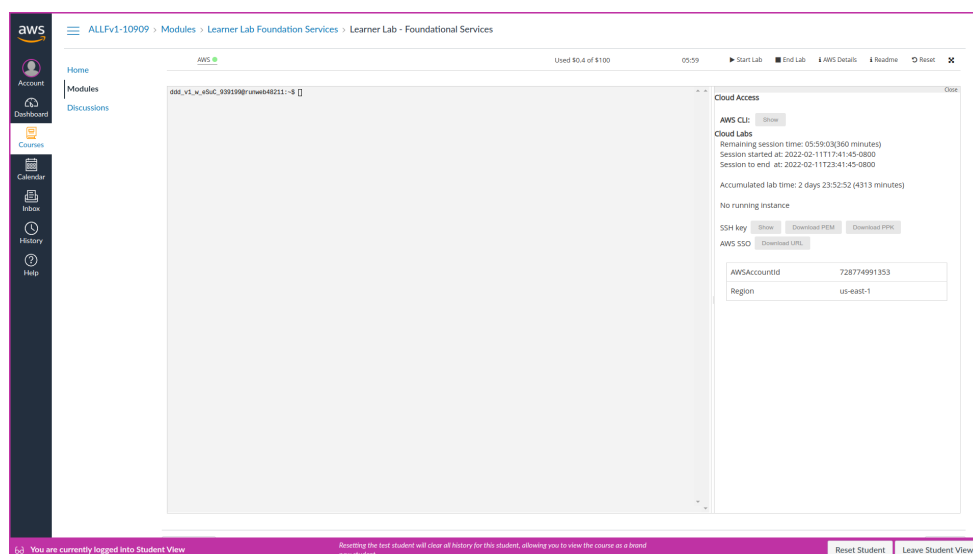 aws
ALLFv1-10909 › Modules › Learner Lab Foundation Services › Learner Lab - Foundational Services
Account
Dashboard
Courses
Calendar
Inbox
History
Help
Home
Modules
Discussions
AWS
Used $0.4 of $100
05:59
Start Lab
End Lab
AWS Details
Readme
Reset
ddd_v1_w_eSuC_939199@runweb48211:~$
Close
Cloud Access
AWS CLI: Show
Cloud Labs
Remaining session time: 05:59:03(360 minutes)
Session started at: 2022-02-11T17:41:45-0800
Session to end at: 2022-02-11T23:41:45-0800
Accumulated lab time: 2 days 23:52:52 (4313 minutes)
No running instance
SSH key Show Download PEM Download PPK
AWS SSO Download URL
AWSAccountId 728774991353
Region us-east-1
You are currently logged into Student View
Resetting the test student will clear all history for this student, allowing you to view the course as a brand
new student.
Reset Student
Leave Student View